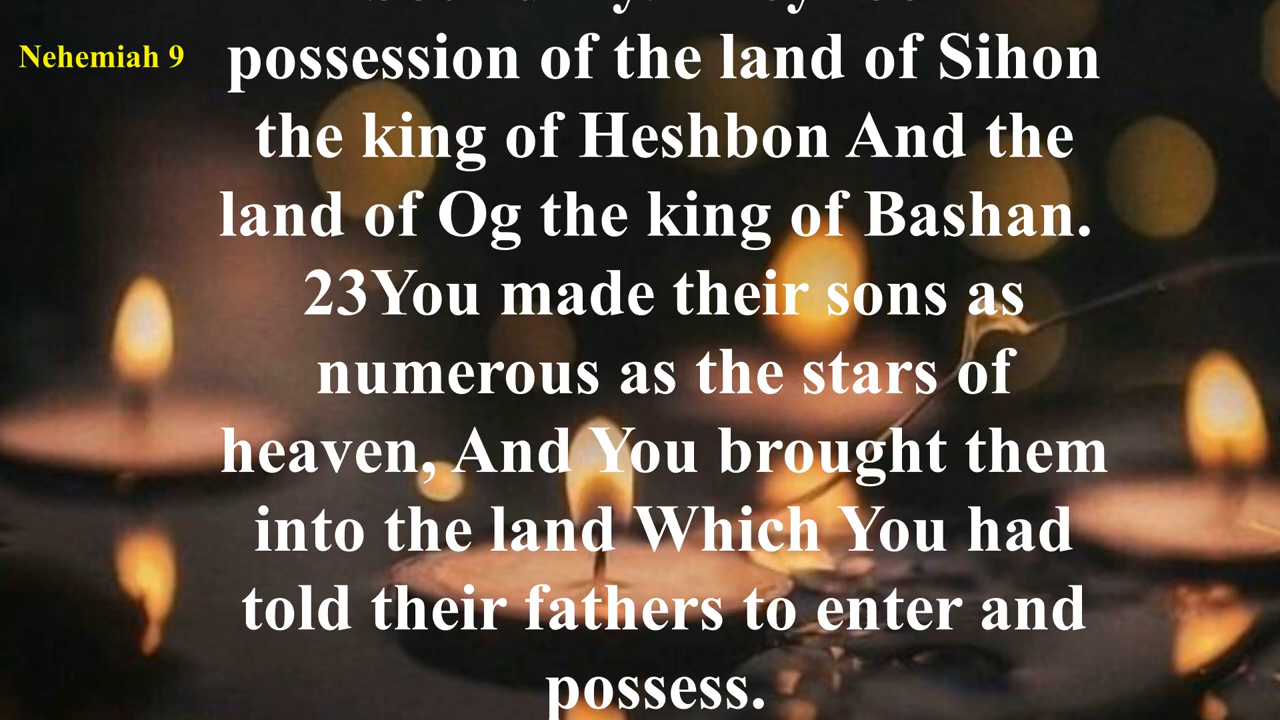 Nehemiah 9
possession of the land of Sihon
the king of Heshbon And the
land of Og the king of Bashan.
23You made their sons as
numerous as the stars of
heaven, And You brought them
into the land Which You had
told their fathers to enter and
possess.